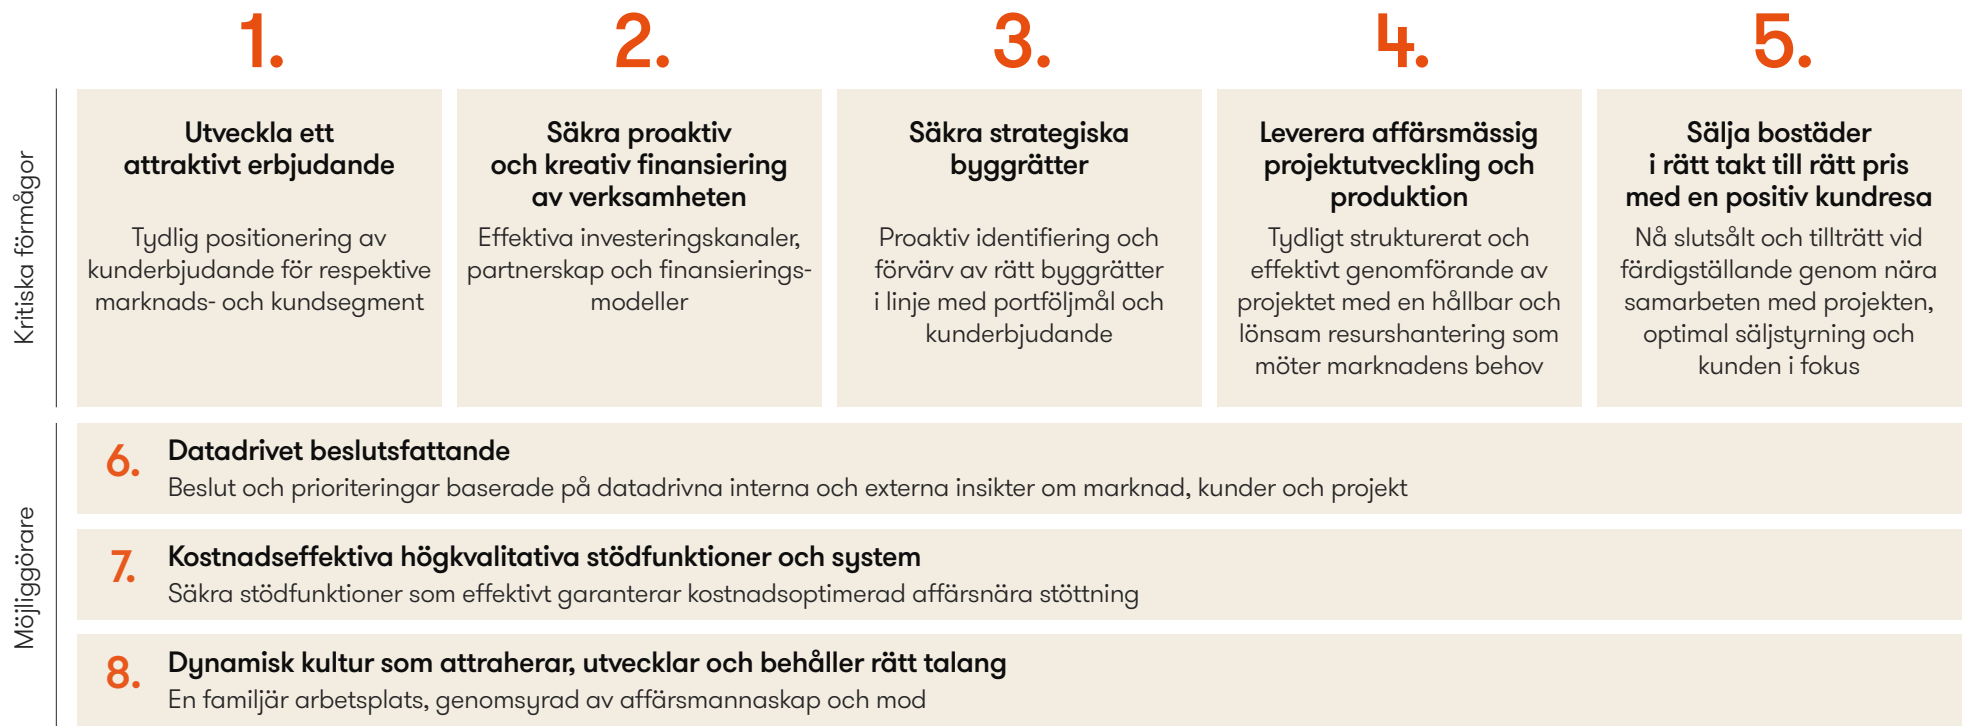 1.
2.
3.
4.
5.
Kritiska förmågor
Utveckla ett
attraktivt erbjudande
Tydlig positionering av
kunderbjudande för respektive
marknads- och kundsegment
Säkra proaktiv
och kreativ finansiering
av verksamheten
Effektiva investeringskanaler,
partnerskap och finansierings-
modeller
Säkra strategiska
byggrätter
Proaktiv identifiering och
förvärv av rätt byggrätter
i linje med portföljmål och
kunderbjudande
Leverera affärsmässig
projektutveckling och
produktion
Tydligt strukturerat och
effektivt genomförande av
projektet med en hållbar och
lönsam resurshantering som
möter marknadens behov
Sälja bostäder
i rätt takt till rätt pris
med en positiv kundresa
Nå slutsålt och tillträtt vid
färdigställande genom nära
samarbeten med projekten,
optimal säljstyrning och
kunden i fokus
Möjliggörare
6. Datadrivet beslutsfattande
Beslut och prioriteringar baserade på datadrivna interna och externa insikter om marknad, kunder och projekt
7. Kostnadseffektiva högkvalitativa stödfunktioner och system
Säkra stödfunktioner som effektivt garanterar kostnadsoptimerad affärsnära stöttning
8. Dynamisk kultur som attraherar, utvecklar och behåller rätt talang
En familjär arbetsplats, genomsyrad av affärsmannaskap och mod